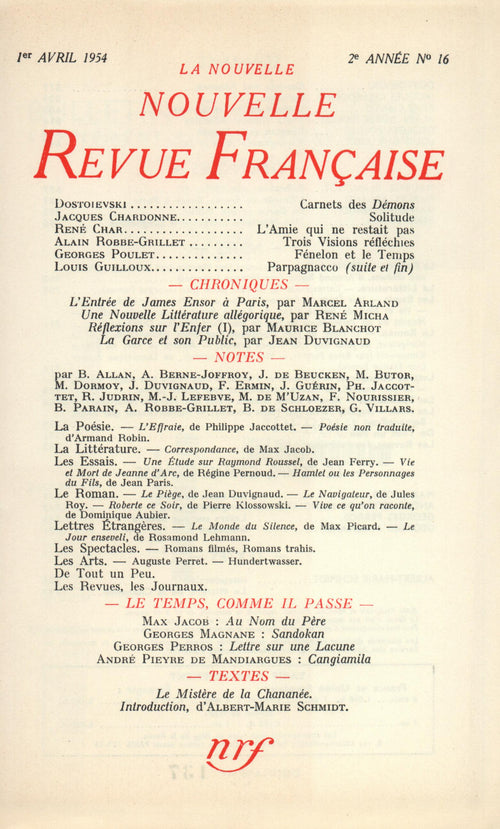 1er AVRIL 1954
2e ANNÉE No 16
LA NOUVELLE
NOUVELLE
REVUE FRANÇAISE
DOSTOIEVSKI ................. Carnets des Démons
JACQUES CHARDONNE.......... Solitude
RENÉ CHAR.................. L'Amie qui ne restait pas
ALAIN ROBBE-GRILLET ........ Trois Visions réfléchies
GEORGES POULET............. Fénelon et le Temps
LOUIS GUILLOUX.............. Parpagnacco (suite et fin)
— CHRONIQUES —
L'Entrée de James Ensor à Paris, par MARCEL ARLAND
Une Nouvelle Littérature allégorique, par RENÉ MICHA
Réflexions sur l'Enfer (I), par MAURICE BLANCHOT
La Garce et son Public, par JEAN DUVIGNAUD
— NOTES —
par B. ALLAN, A. BERNE-JOFFROY, J. DE BEUCKEN, M. BUTOR,
M. DORMOY, J. DUVIGNAUD, F. ERMIN, J. GUÉRIN, PH. JACCOT-
TET, R. JUDRIN, M.-J. LEFEBVE, M. DE M'UZAN, F. NOURISSIER,
B. PARAIN, A. ROBBE-GRILLET, B. DE SCHLOEZER, G. VILLARS.
La Poésie. — L'Effraie, de Philippe Jaccottet. — Poésie non traduite,
d'Armand Robin.
La Littérature. — Correspondance, de Max Jacob.
Les Essais. — Une Étude sur Raymond Roussel, de Jean Ferry. — Vie
et Mort de Jeanne d'Arc, de Régine Pernoud. — Hamlet ou les Personnages
du Fils, de Jean Paris.
Le Roman. — Le Piège, de Jean Duvignaud. — Le Navigateur, de Jules
Roy. — Roberte ce Soir, de Pierre Klossowski. — Vive ce qu'on raconte,
de Dominique Aubier.
Lettres Étrangères. — Le Monde du Silence, de Max Picard. — Le
Jour enseveli, de Rosamond Lehmann.
Les Spectacles. — Romans filmés, Romans trahis.
Les Arts. — Auguste Perret. — Hundertwasser.
De Tout un Peu.
Les Revues, les Journaux.
— LE TEMPS, COMME IL PASSE —
MAX JACOB : Au Nom du Père
GEORGES MAGNANE : Sandokan
GEORGES PERROS : Lettre sur une Lacune
ANDRÉ PIEYRE DE MANDIARGUES : Cangiamila
— TEXTES —
Le Mistère de la Chananée.
Introduction, d'ALBERT-MARIE SCHMIDT.
nrf